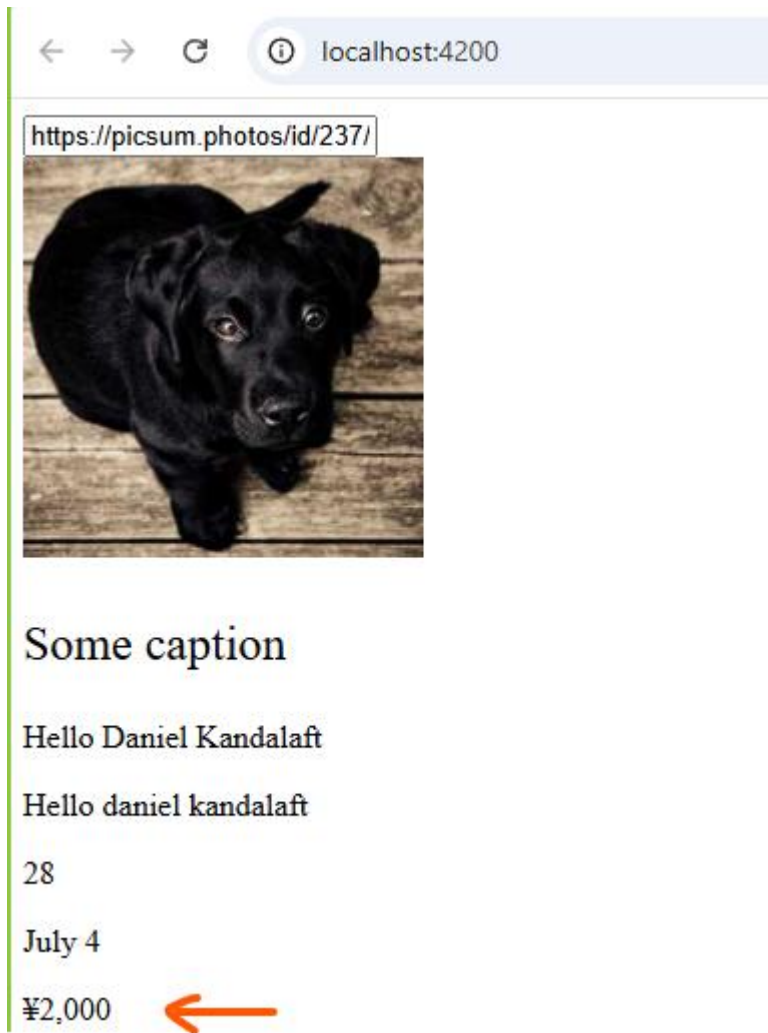 localhost:4200
https://picsum.photos/id/237/
Some caption
Hello Daniel Kandalaft
Hello daniel kandalaft
28
July 4
¥2,000